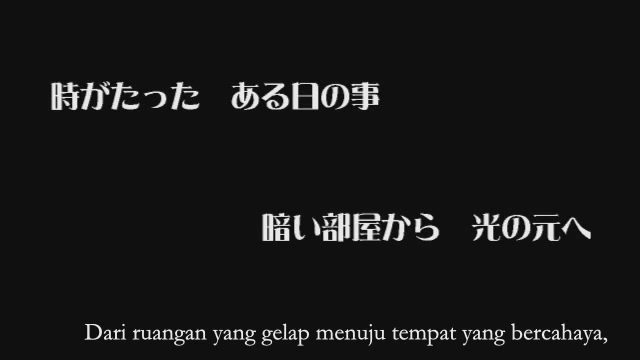 時がたった　ある日の事
暗い部屋から　光の元へ
Dari ruangan yang gelap menuju tempat yang bercahaya,